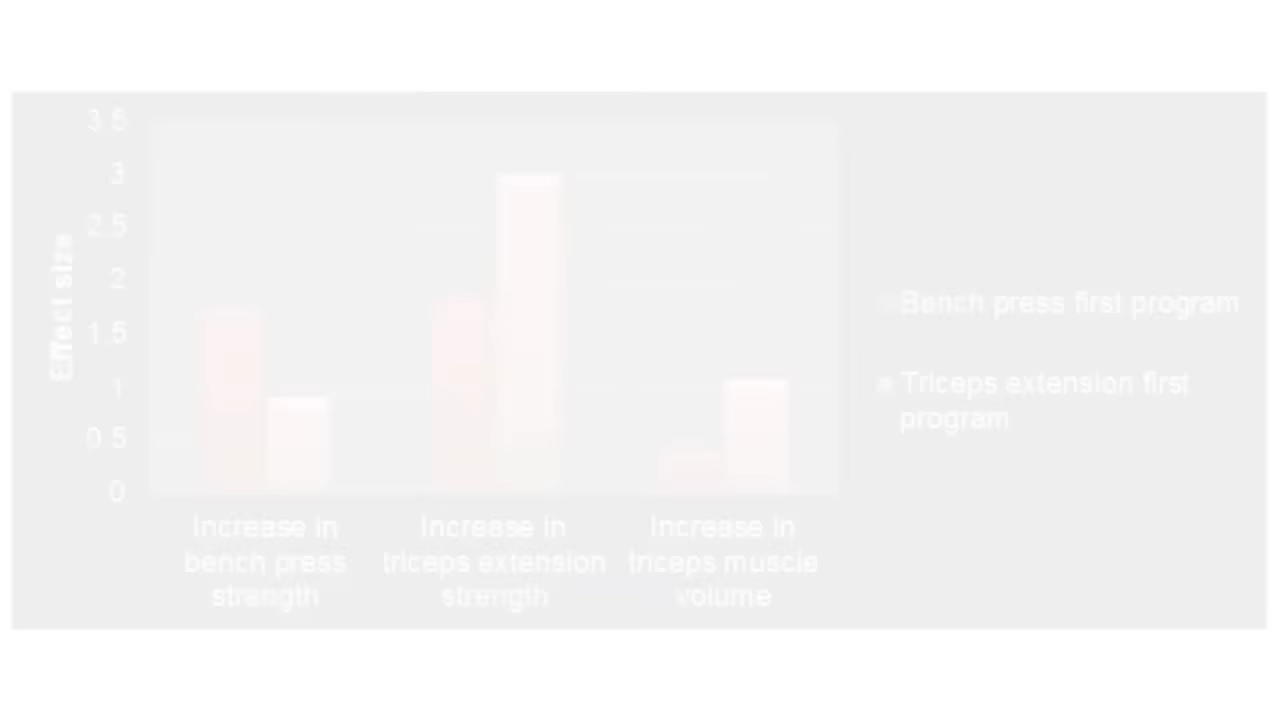 3.5
3
2.5
2
1.5
1
0.5
0
Effect size
Increase in
bench press
strength
Increase in
triceps extension
strength
Increase in
triceps muscle
volume
Bench press first program
Triceps extension first
program